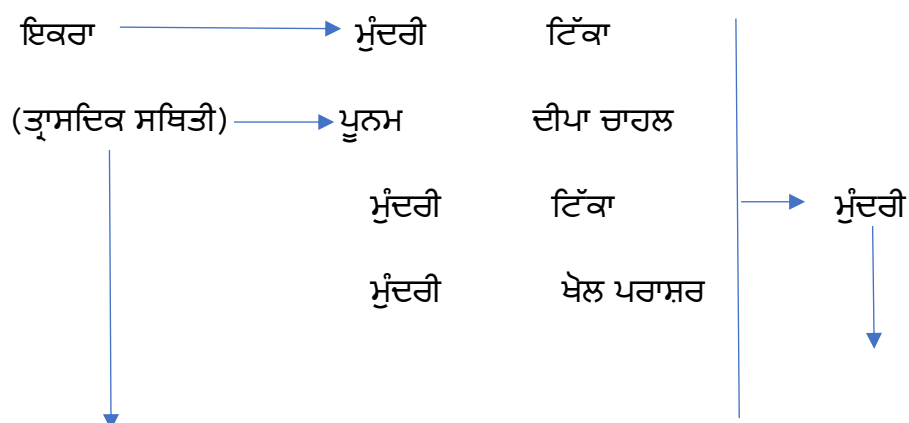 ਇਕਰਾ ਮੁੰਦਰੀ ਟਿੱਕਾ
(ਤ੍ਰਾਸਦਿਕ ਸਥਿਤੀ) ਪੂਨਮ ਦੀਪਾ ਚਾਹਲ
ਮੁੰਦਰੀ ਟਿੱਕਾ ਮੁੰਦਰੀ
ਮੁੰਦਰੀ ਖੋਲ ਪਰਾਸ਼ਰ